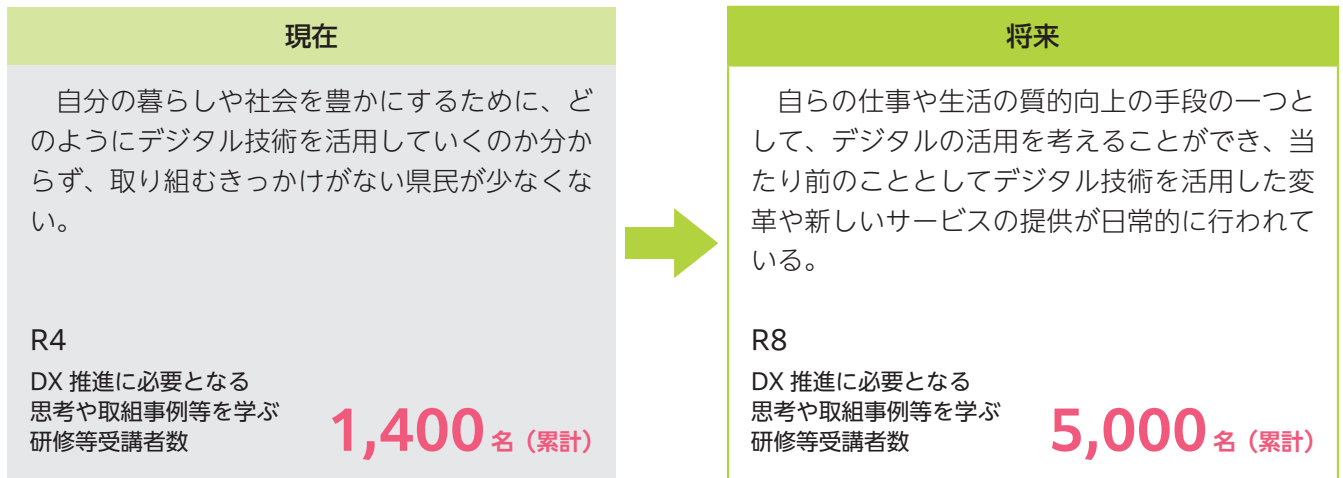 現在
　自分の暮らしや社会を豊かにするために、ど
のようにデジタル技術を活用していくのか分か
らず、取り組むきっかけがない県民が少なくな
い。
R4
DX 推進に必要となる
思考や取組事例等を学ぶ
研修等受講者数
1,400 名（累計）
将来
　自らの仕事や生活の質的向上の手段の一つと
して、デジタルの活用を考えることができ、当
たり前のこととしてデジタル技術を活用した変
革や新しいサービスの提供が日常的に行われて
いる。
R8
DX 推進に必要となる
思考や取組事例等を学ぶ
研修等受講者数
5,000 名（累計）